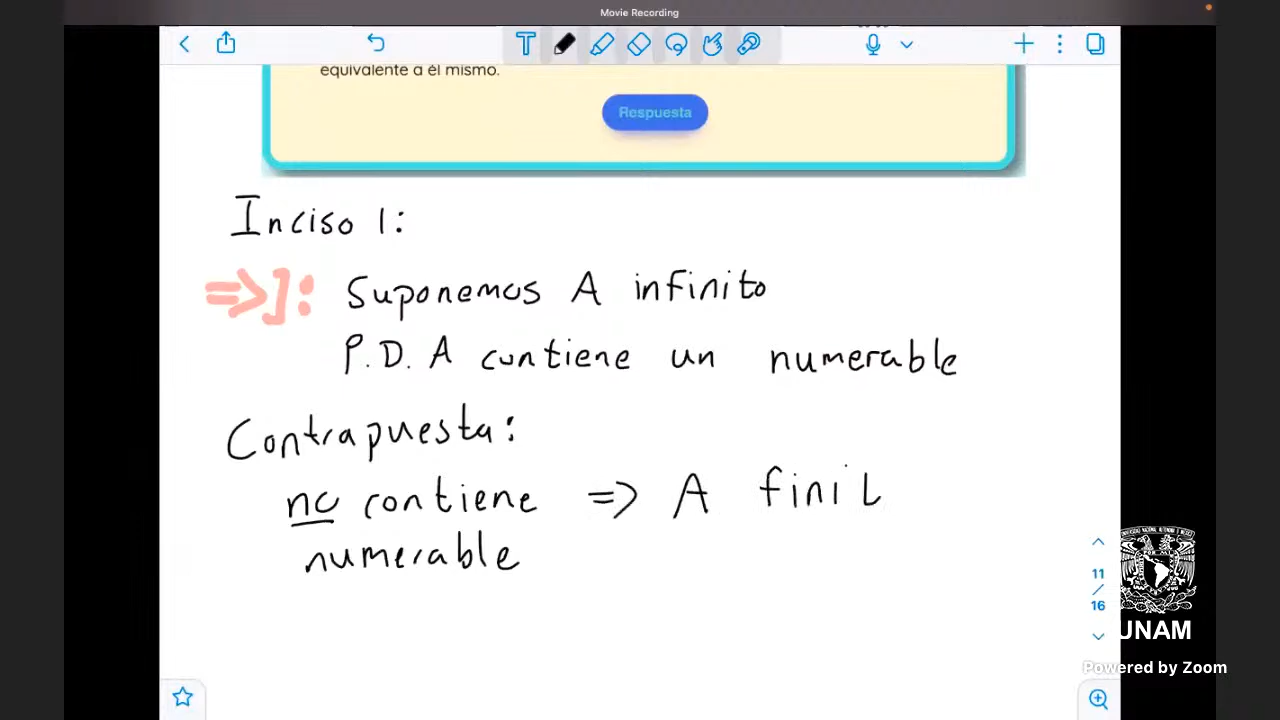 Movie Recording
equivalente a él mismo.
Respuesta
Inciso 1:
=>]: Suponemos A infinito
P.D. A contiene un numerable
Contrapuesta:
no contiene => A finit
numerable
11
/
16
UNAM
Powered by Zoom